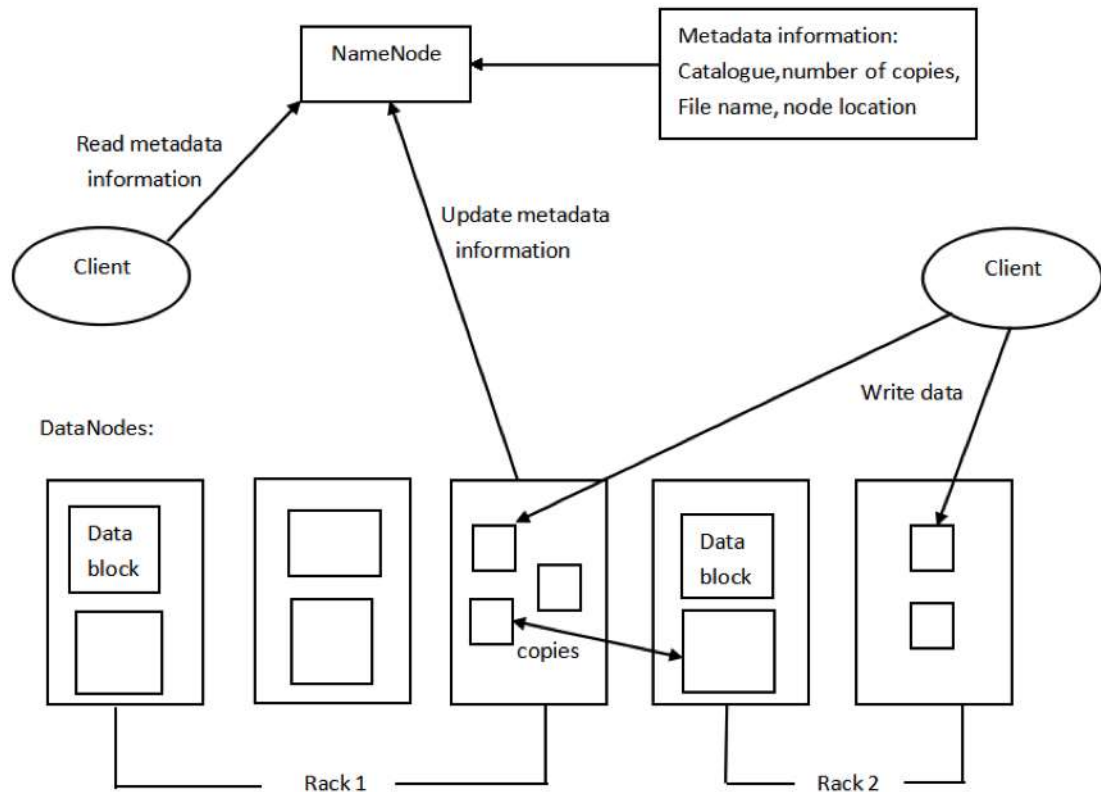 NameNode
Metadata information:
Catalogue,number of copies,
File name, node location
Read metadata
information
Update metadata
information
Client
Client
Write data
DataNodes:
Data
block
Data
block
copies
Rack 1
Rack 2